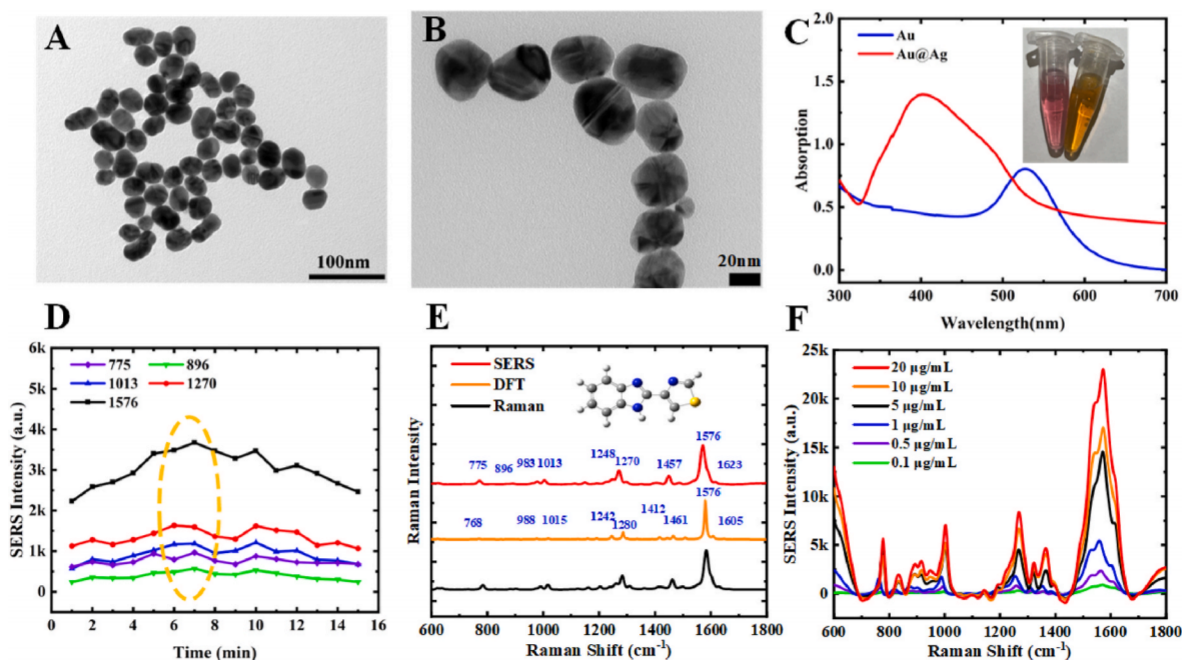 A
100nm
B
20nm
C
Au
Au@Ag
2.0
1.5
1.0
0.5
0.0
Absorption
300 400 500 600 700
Wavelength(nm)
D
775 896
1013 1270
1576
6k
5k
4k
3k
2k
1k
0
SERS Intensity (a.u.)
0 2 4 6 8 10 12 14 16
Time (min)
E
SERS
DFT
Raman
775 896 983 1013 1248 1270 1457 1576 1623
768 988 1015 1242 1280 1412 1461 1576 1605
Raman Intensity
600 800 1000 1200 1400 1600 1800
Raman Shift (cm⁻¹)
F
20 µg/mL
10 µg/mL
5 µg/mL
1 µg/mL
0.5 µg/mL
0.1 µg/mL
25k
20k
15k
10k
5k
0
SERS Intensity (a.u.)
600 800 1000 1200 1400 1600 1800
Raman Shift (cm⁻¹)